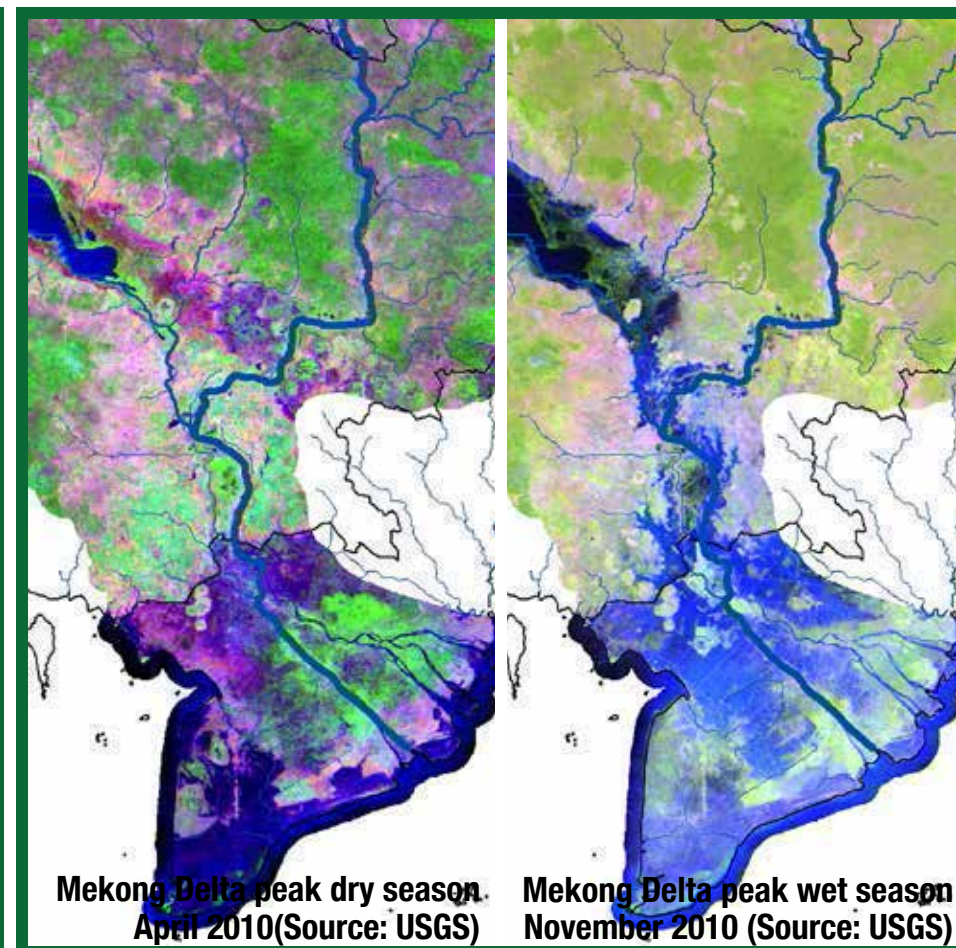 Mekong Delta peak dry season
April 2010(Source: USGS)
Mekong Delta peak wet season
November 2010 (Source: USGS)